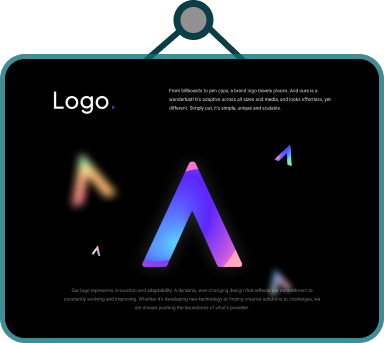 Logo.
From billboards to pen caps, a brand logo travels places. And ours is a
wanderlust! It's adaptive across all sizes and media, and looks effortless, yet
different. Simply put, it's simple, unique and scalable.
Our logo represents innovation and adaptability. A dynamic, ever-changing design that reflects our commitment to
constantly evolving and improving. Whether it's developing new technology or finding creative solutions to challenges, we
are always pushing the boundaries of what's possible.